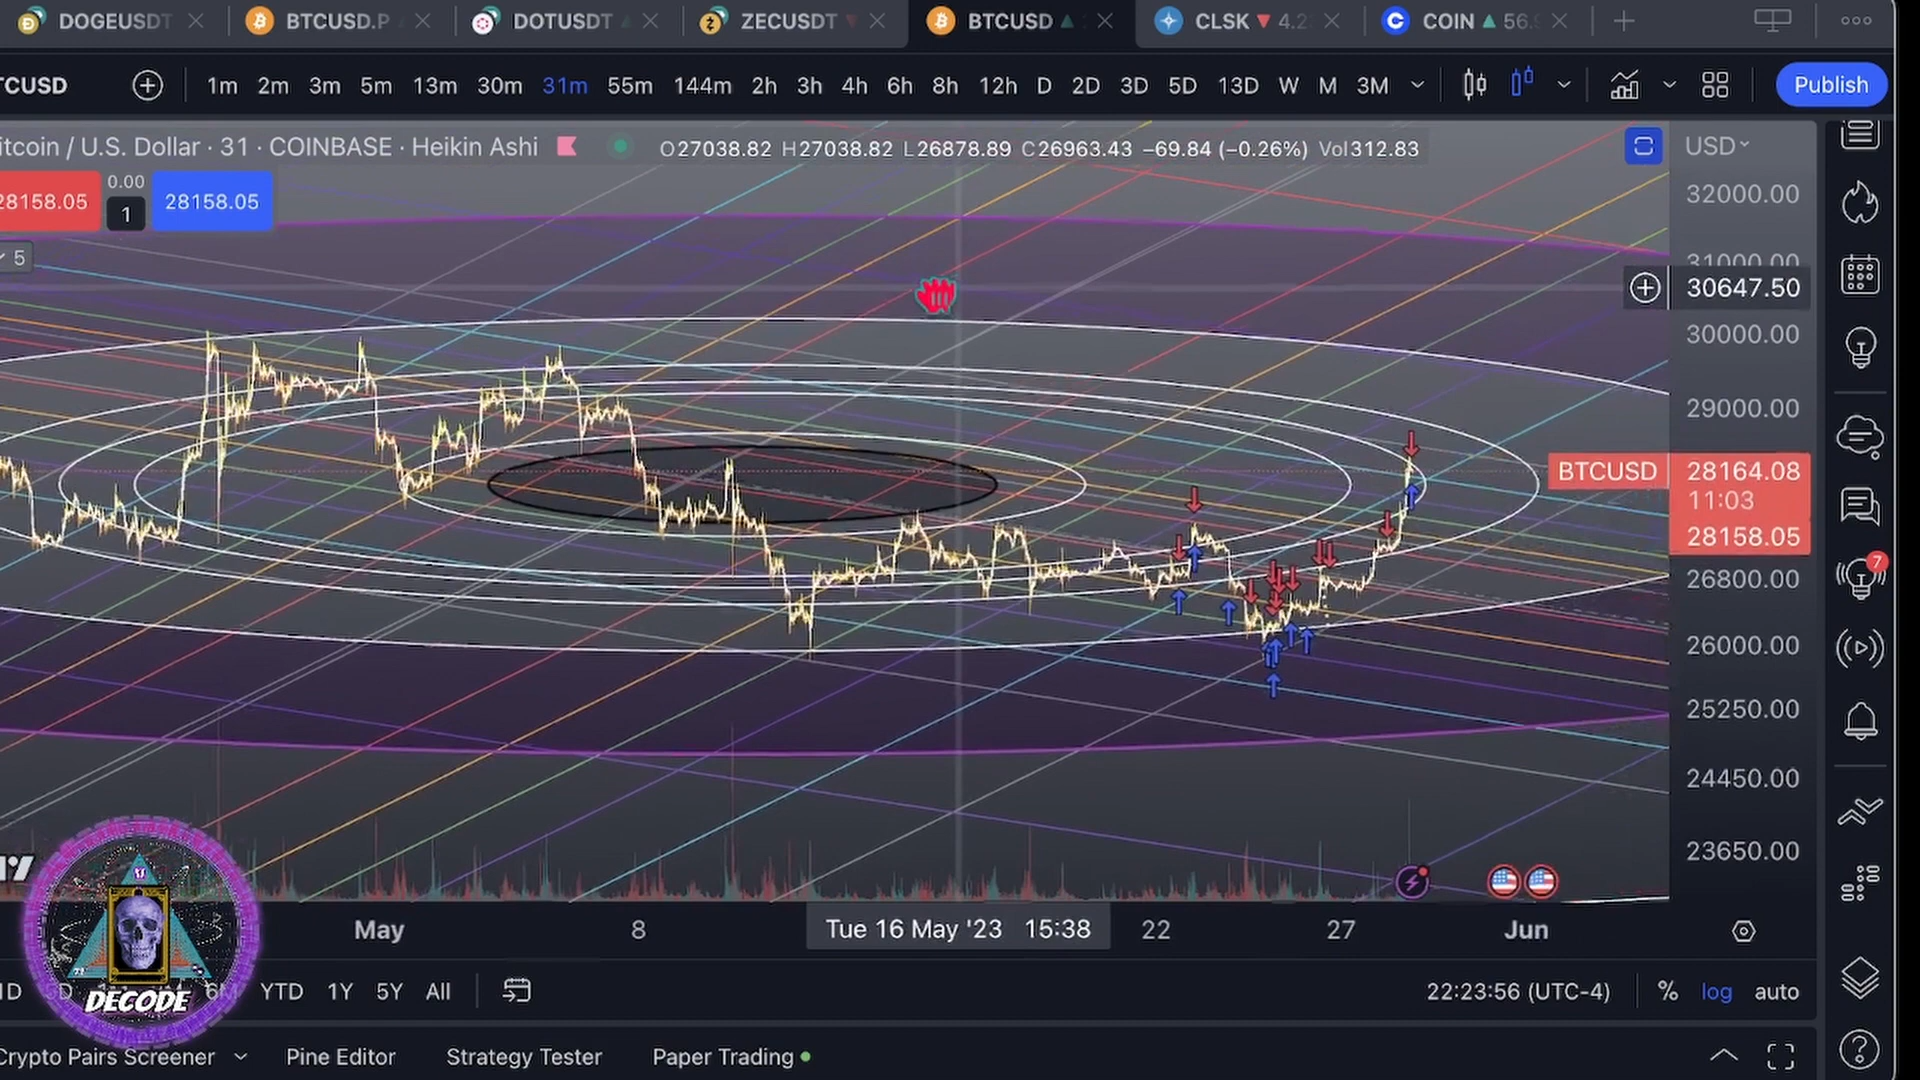 DOGEUSDT
BTCUSD.P
DOTUSDT
ZECUSDT
BTCUSD
CLSK 4.2
COIN 56.
TCUSD
1m 2m 3m 5m 13m 30m 31m 55m 144m 2h 3h 4h 6h 8h 12h D 2D 3D 5D 13D W M 3M
Publish
itcoin / U.S. Dollar · 31 · COINBASE · Heikin Ashi
O27038.82 H27038.82 L26878.89 C26963.43 −69.84 (−0.26%) Vol312.83
USD
28158.05
0.00
1
28158.05
5
32000.00
31000.00
30647.50
30000.00
29000.00
BTCUSD
28164.08
11:03
28158.05
26800.00
26000.00
25250.00
24450.00
23650.00
7
May
8
Tue 16 May '23 15:38
22
27
Jun
DECODE
YTD 1Y 5Y All
22:23:56 (UTC-4)
% log auto
Crypto Pairs Screener
Pine Editor
Strategy Tester
Paper Trading